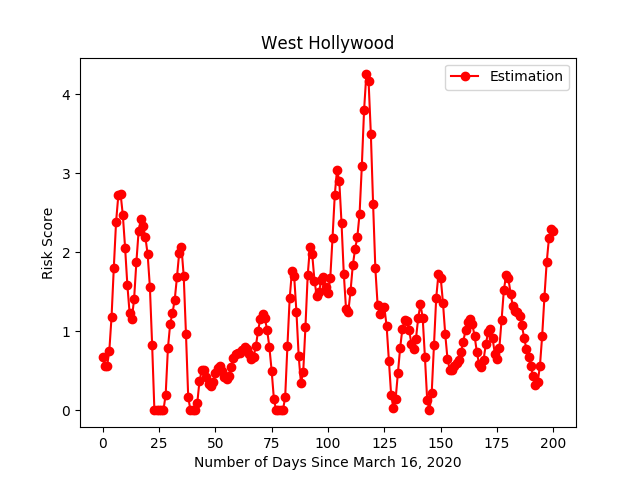 West Hollywood
Estimation
Risk Score
4
3
2
1
0
0 25 50 75 100 125 150 175 200
Number of Days Since March 16, 2020